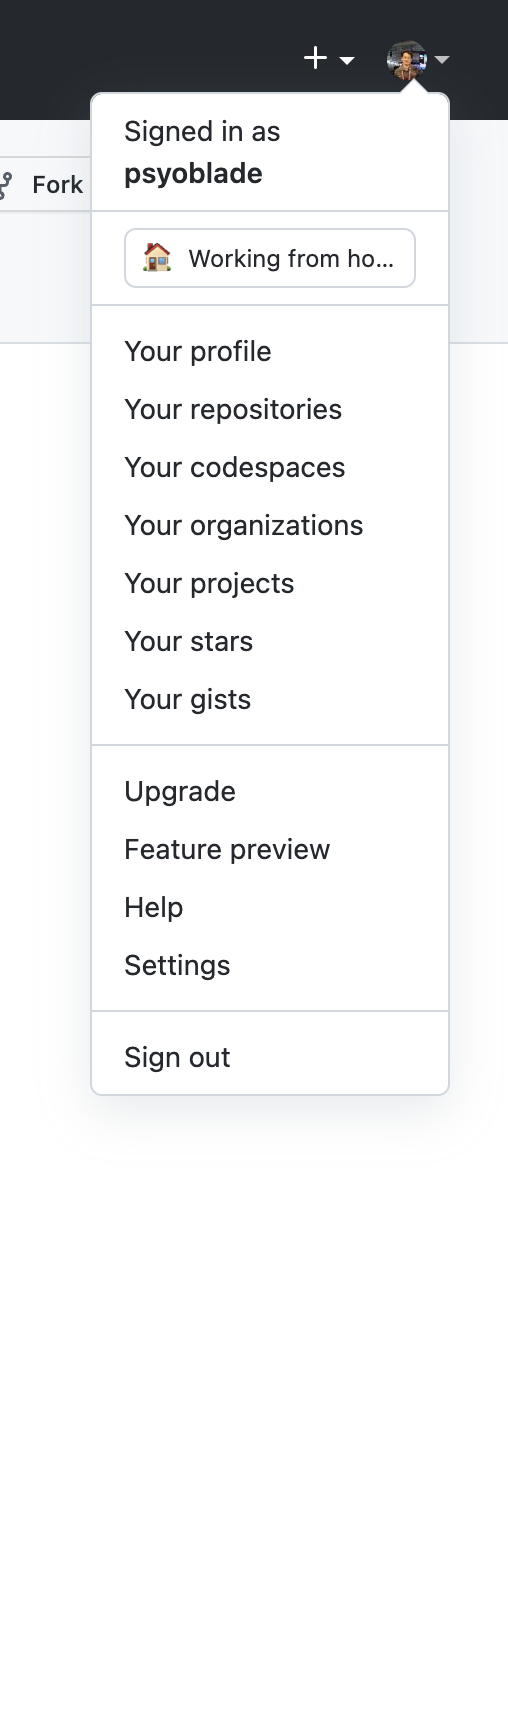 Fork
Signed in as
psyoblade
Working from ho...
Your profile
Your repositories
Your codespaces
Your organizations
Your projects
Your stars
Your gists
Upgrade
Feature preview
Help
Settings
Sign out